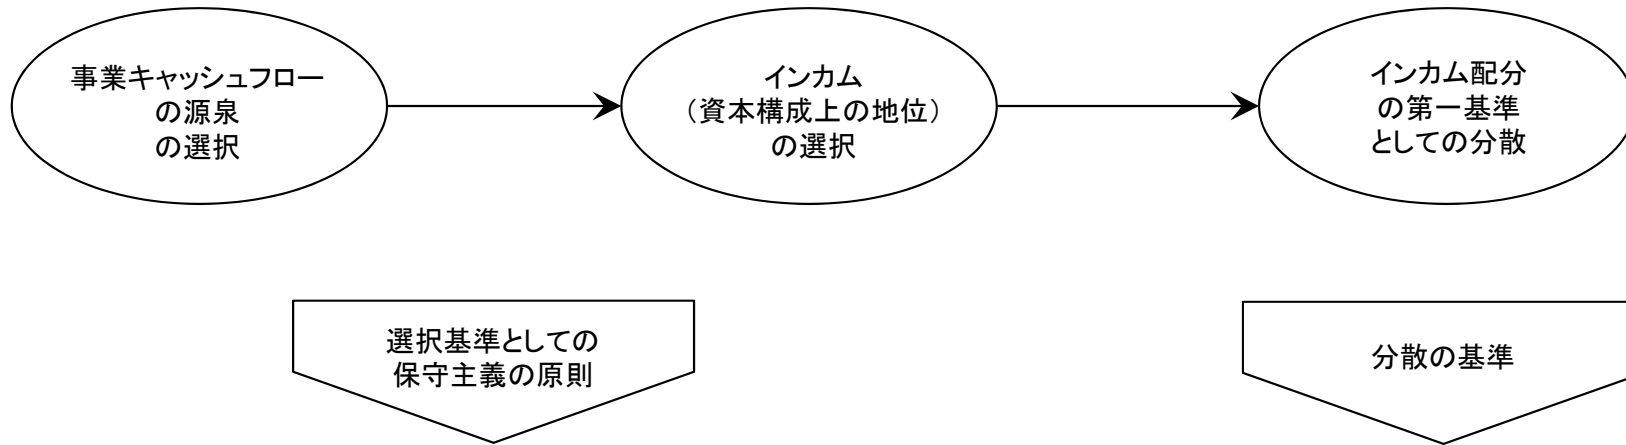 事業キャッシュフロー
の源泉
の選択
インカム
（資本構成上の地位）
の選択
インカム配分
の第一基準
としての分散
選択基準としての
保守主義の原則
分散の基準